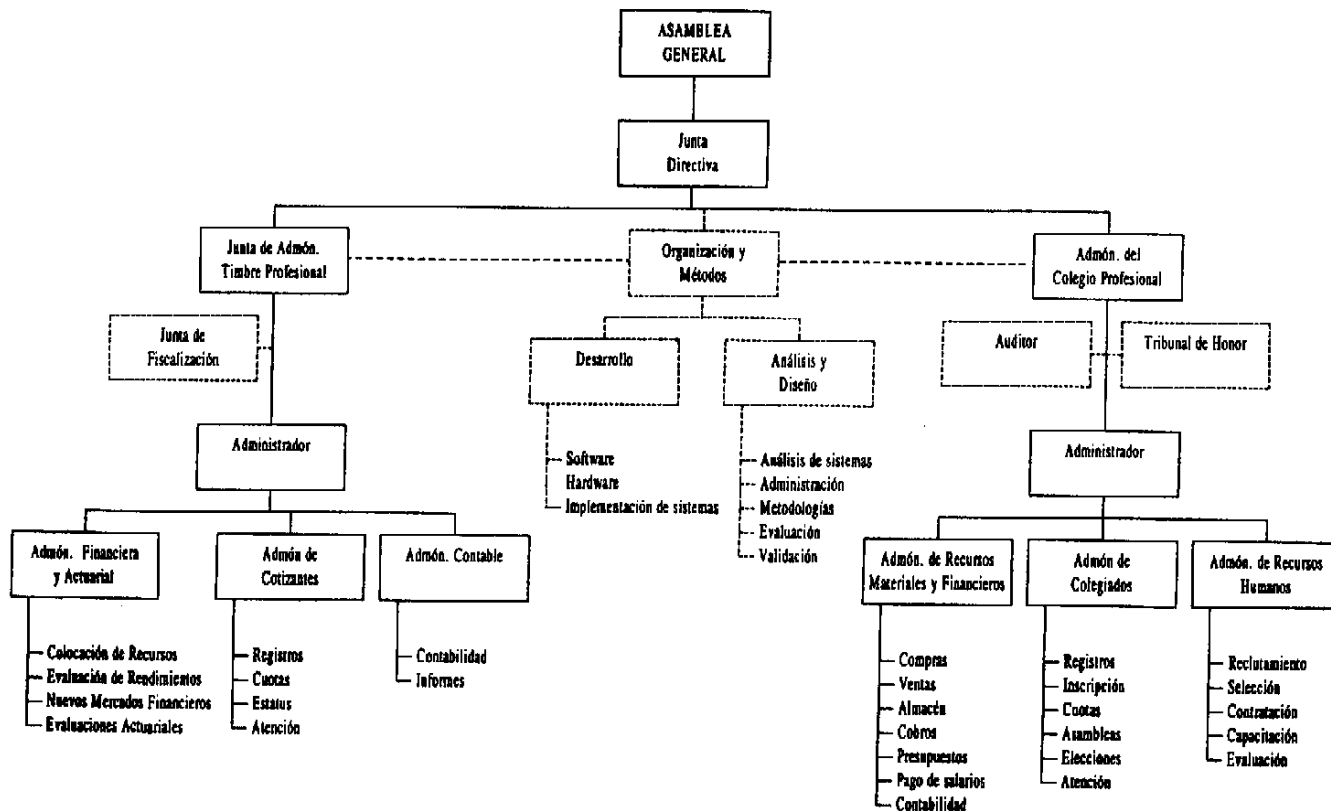 ASAMBLEA
GENERAL
Junta
Directiva
Junta de Admón.
Timbre Profesional
Organización y
Métodos
Admón. del
Colegio Profesional
Junta de
Fiscalización
Desarrollo
Análisis y
Diseño
Auditor
Tribunal de Honor
Administrador
Software
Hardware
Implementación de sistemas
Análisis de sistemas
Administración
Metodologías
Evaluación
Validación
Administrador
Admón. Financiera
y Actuarial
Admón de
Cotizantes
Admón. Contable
Admón. de Recursos
Materiales y Financieros
Admón de
Colegiados
Admón. de Recursos
Humanos
Colocación de Recursos
Evaluación de Rendimientos
Nuevos Mercados Financieros
Evaluaciones Actuariales
Registros
Cuotas
Estatus
Atención
Contabilidad
Informes
Compras
Ventas
Almacén
Cobros
Presupuestos
Pago de salarios
Contabilidad
Registros
Inscripción
Cuotas
Asambleas
Elecciones
Atención
Reclutamiento
Selección
Contratación
Capacitación
Evaluación